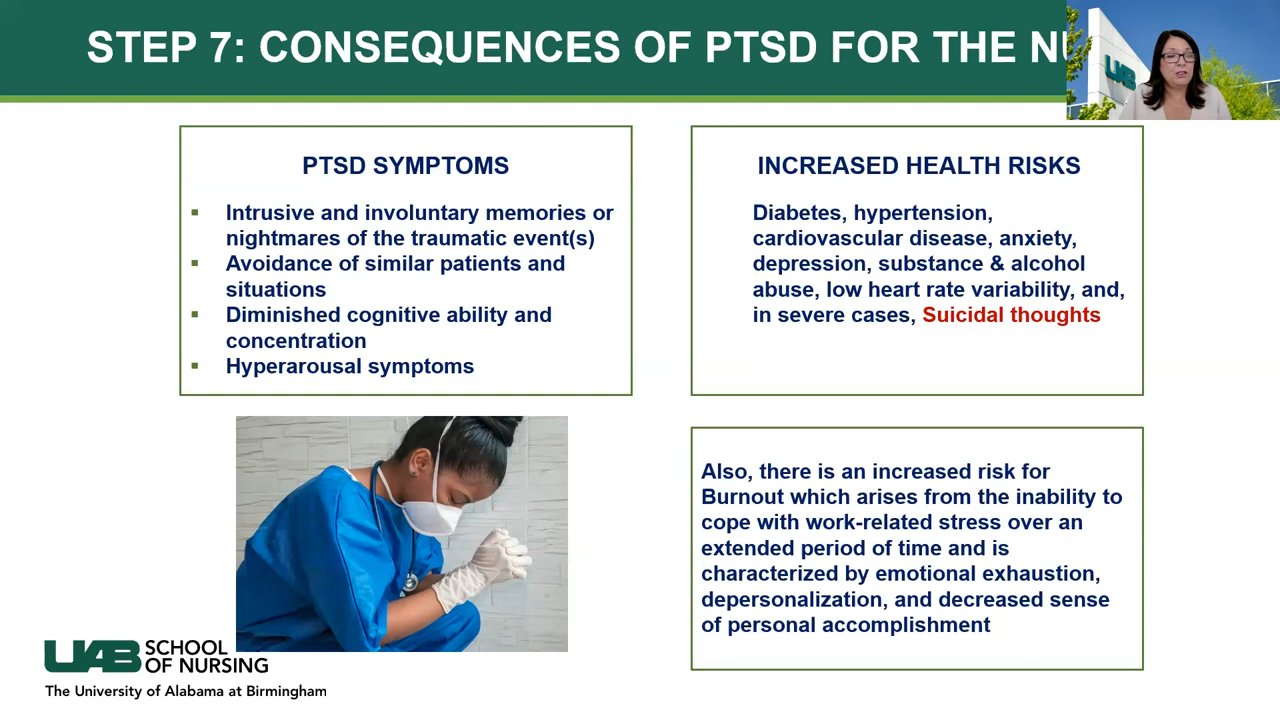 STEP 7: CONSEQUENCES OF PTSD FOR THE
UAB
PTSD SYMPTOMS
▪ Intrusive and involuntary memories or
nightmares of the traumatic event(s)
▪ Avoidance of similar patients and
situations
▪ Diminished cognitive ability and
concentration
▪ Hyperarousal symptoms
INCREASED HEALTH RISKS
Diabetes, hypertension,
cardiovascular disease, anxiety,
depression, substance & alcohol
abuse, low heart rate variability, and,
in severe cases, Suicidal thoughts
Also, there is an increased risk for
Burnout which arises from the inability to
cope with work-related stress over an
extended period of time and is
characterized by emotional exhaustion,
depersonalization, and decreased sense
of personal accomplishment
UAB SCHOOL
OF NURSING
The University of Alabama at Birmingham